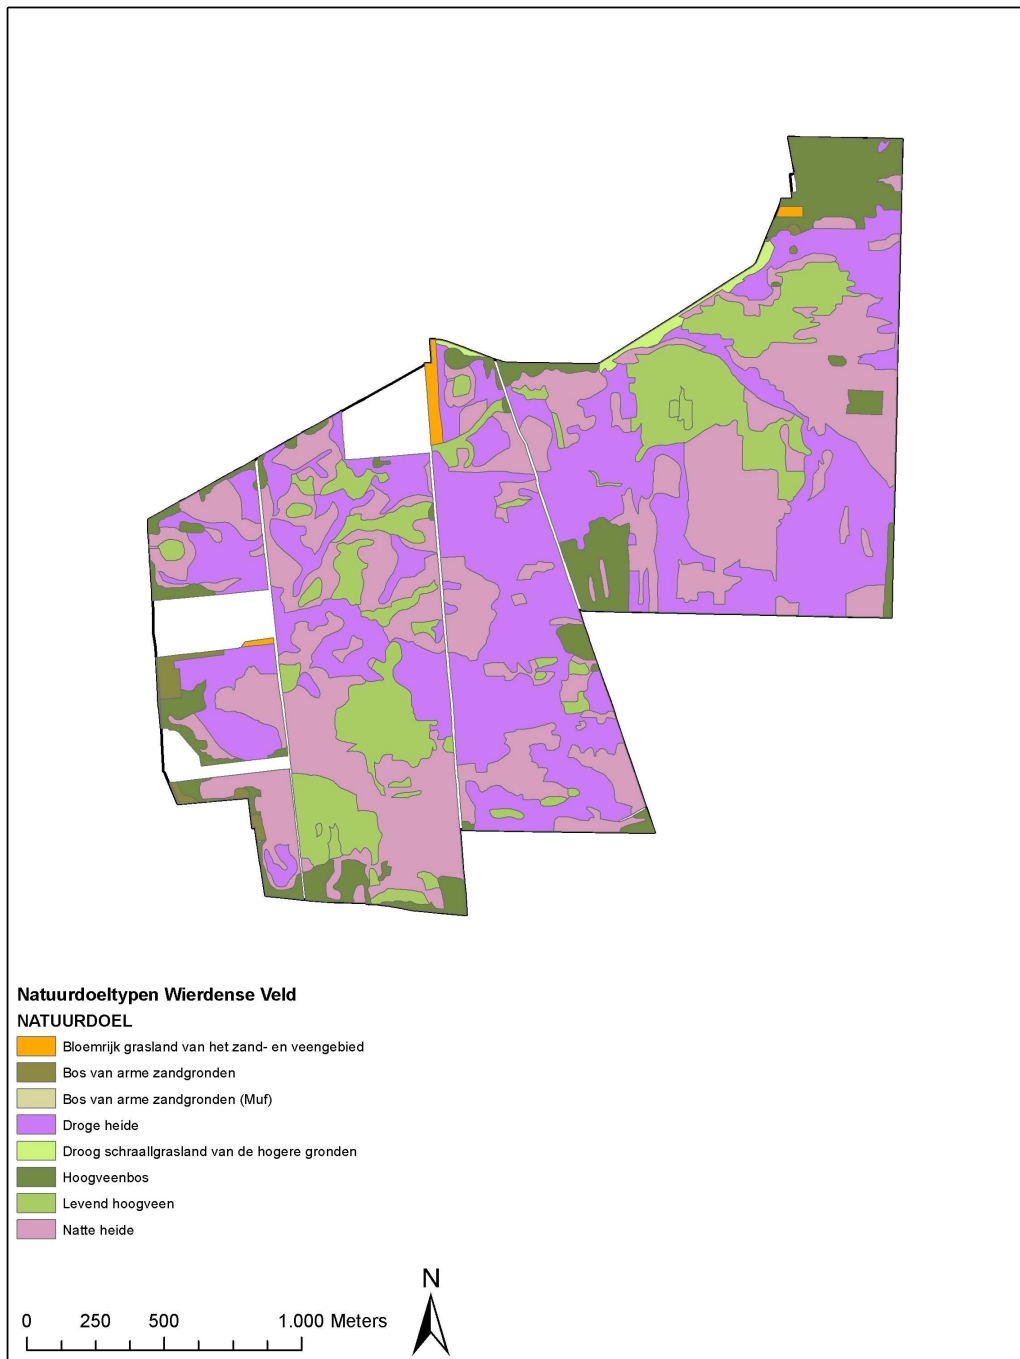 Natuurdoeltypen Wierdense Veld
NATUURDOEL
Bloemrijk grasland van het zand- en veengebied
Bos van arme zandgronden
Bos van arme zandgronden (Muf)
Droge heide
Droog schraallgrasland van de hogere gronden
Hoogveenbos
Levend hoogveen
Natte heide
0 250 500 1.000 Meters
N